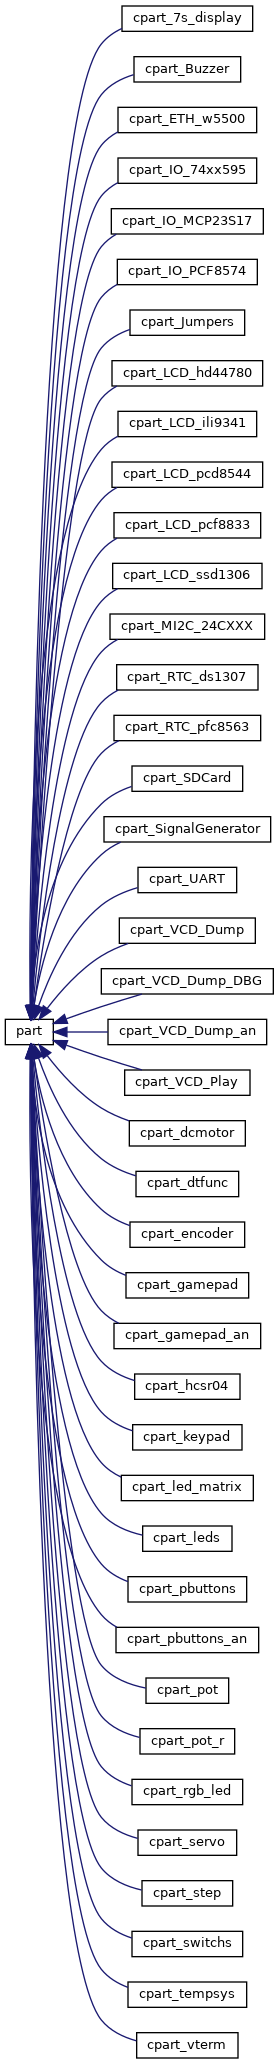 cpart_7s_display
cpart_Buzzer
cpart_ETH_w5500
cpart_IO_74xx595
cpart_IO_MCP23S17
cpart_IO_PCF8574
cpart_Jumpers
cpart_LCD_hd44780
cpart_LCD_ili9341
cpart_LCD_pcd8544
cpart_LCD_pcf8833
cpart_LCD_ssd1306
cpart_MI2C_24CXXX
cpart_RTC_ds1307
cpart_RTC_pfc8563
cpart_SDCard
cpart_SignalGenerator
cpart_UART
cpart_VCD_Dump
cpart_VCD_Dump_DBG
part
cpart_VCD_Dump_an
cpart_VCD_Play
cpart_dcmotor
cpart_dtfunc
cpart_encoder
cpart_gamepad
cpart_gamepad_an
cpart_hcsr04
cpart_keypad
cpart_led_matrix
cpart_leds
cpart_pbuttons
cpart_pbuttons_an
cpart_pot
cpart_pot_r
cpart_rgb_led
cpart_servo
cpart_step
cpart_switchs
cpart_tempsys
cpart_vterm